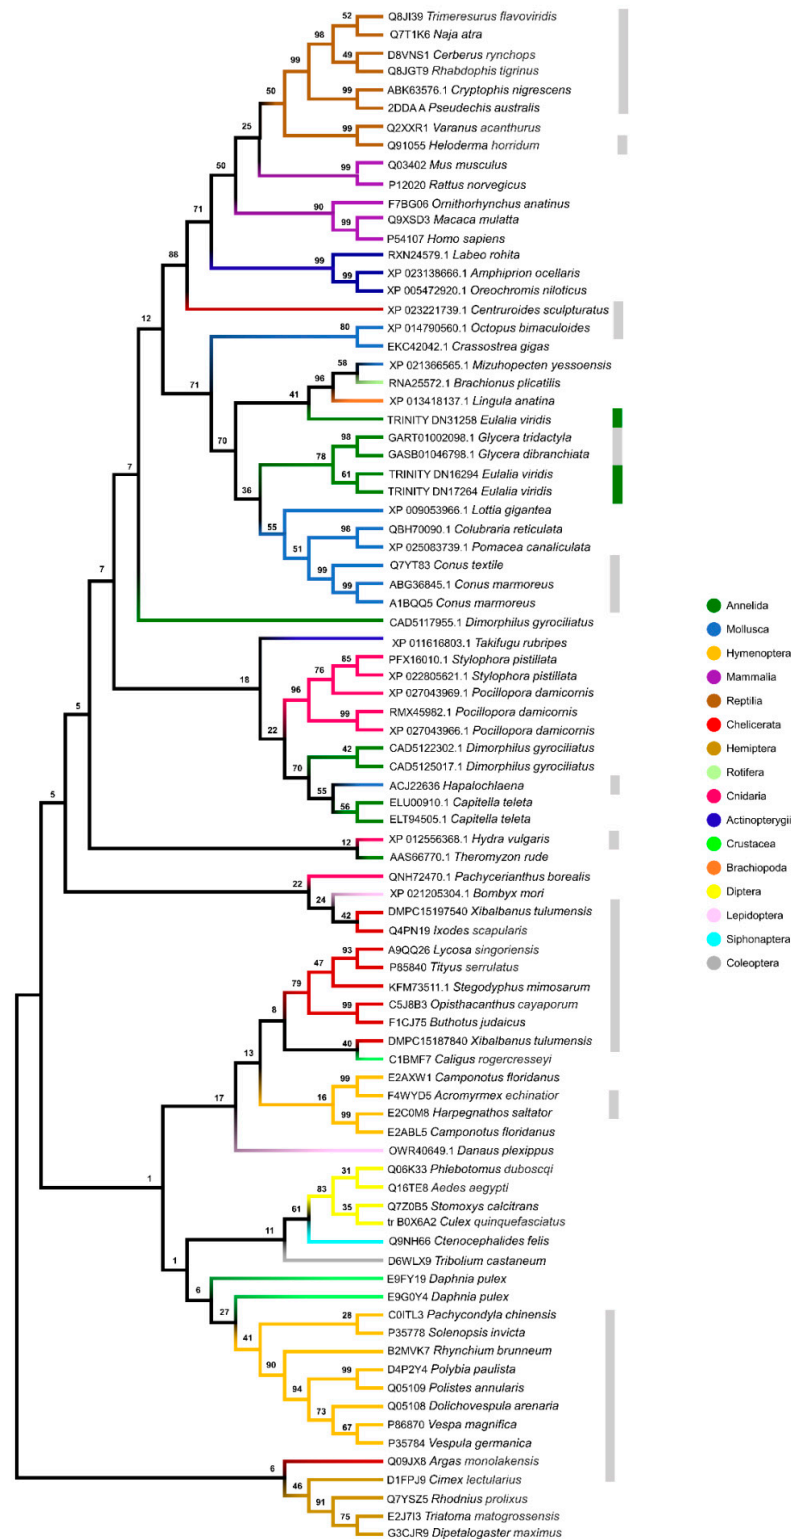 Q8JI39 Trimeresurus flavoviridis
Q7T1K6 Naja atra
D8VNS1 Cerberus rynchops
Q8JGT9 Rhabdophis tigrinus
ABK63576.1 Cryptophis nigrescens
2DDA A Pseudechis australis
Q2XXR1 Varanus acanthurus
Q91055 Heloderma horridum
Q03402 Mus musculus
P12020 Rattus norvegicus
F7BG06 Ornithorhynchus anatinus
Q9XSD3 Macaca mulatta
P54107 Homo sapiens
RXN24579.1 Labeo rohita
XP 023138666.1 Amphiprion ocellaris
XP 005472920.1 Oreochromis niloticus
XP 023221739.1 Centruroides sculpturatus
XP 014790560.1 Octopus bimaculoides
EKC42042.1 Crassostrea gigas
XP 021366565.1 Mizuhopecten yessoensis
RNA25572.1 Brachionus plicatilis
XP 013418137.1 Lingula anatina
TRINITY DN31258 Eulalia viridis
GART01002098.1 Glycera tridactyla
GASB01046798.1 Glycera dibranchiata
TRINITY DN16294 Eulalia viridis
TRINITY DN17264 Eulalia viridis
XP 009053966.1 Lottia gigantea
QBH70090.1 Colubraria reticulata
XP 025083739.1 Pomacea canaliculata
Q7YT83 Conus textile
ABG36845.1 Conus marmoreus
A1BQQ5 Conus marmoreus
CAD5117955.1 Dimorphilus gyrociliatus
XP 011616803.1 Takifugu rubripes
PFX16010.1 Stylophora pistillata
XP 022805621.1 Stylophora pistillata
XP 027043969.1 Pocillopora damicornis
RMX45982.1 Pocillopora damicornis
XP 027043966.1 Pocillopora damicornis
CAD5122302.1 Dimorphilus gyrociliatus
CAD5125017.1 Dimorphilus gyrociliatus
ACJ22636 Hapalochlaena
ELU00910.1 Capitella teleta
ELT94505.1 Capitella teleta
XP 012556368.1 Hydra vulgaris
AAS66770.1 Theromyzon rude
QNH72470.1 Pachycerianthus borealis
XP 021205304.1 Bombyx mori
DMPC15197540 Xibalbanus tulumensis
Q4PN19 Ixodes scapularis
A9QQ26 Lycosa singoriensis
P85840 Tityus serrulatus
KFM73511.1 Stegodyphus mimosarum
C5J8B3 Opisthacanthus cayaporum
F1CJ75 Buthotus judaicus
DMPC15187840 Xibalbanus tulumensis
C1BMF7 Caligus rogercresseyi
E2AXW1 Camponotus floridanus
F4WYD5 Acromyrmex echinatior
E2C0M8 Harpegnathos saltator
E2ABL5 Camponotus floridanus
OWR40649.1 Danaus plexippus
Q06K33 Phlebotomus duboscqi
Q16TE8 Aedes aegypti
Q7Z0B5 Stomoxys calcitrans
tr B0X6A2 Culex quinquefasciatus
Q9NH66 Ctenocephalides felis
D6WLX9 Tribolium castaneum
E9FY19 Daphnia pulex
E9G0Y4 Daphnia pulex
C0ITL3 Pachycondyla chinensis
P35778 Solenopsis invicta
B2MVK7 Rhynchium brunneum
D4P2Y4 Polybia paulista
Q05109 Polistes annularis
Q05108 Dolichovespula arenaria
P86870 Vespa magnifica
P35784 Vespula germanica
Q09JX8 Argas monolakensis
D1FPJ9 Cimex lectularius
Q7YSZ5 Rhodnius prolixus
E2J7I3 Triatoma matogrossensis
G3CJR9 Dipetalogaster maximus
52
98
49
99
99
50
99
25
99
50
90
99
71
99
99
88
80
12
58
96
71
41
70
98
78
61
36
98
55
51
99
99
7
7
85
76
18
96
99
22
42
70
55
56
5
12
5
22
24
42
93
47
79
99
8
40
13
99
16
99
17
31
83
1
35
61
11
1
6
27
28
41
90
99
94
73
67
6
46
91
75
Annelida
Mollusca
Hymenoptera
Mammalia
Reptilia
Chelicerata
Hemiptera
Rotifera
Cnidaria
Actinopterygii
Crustacea
Brachiopoda
Diptera
Lepidoptera
Siphonaptera
Coleoptera